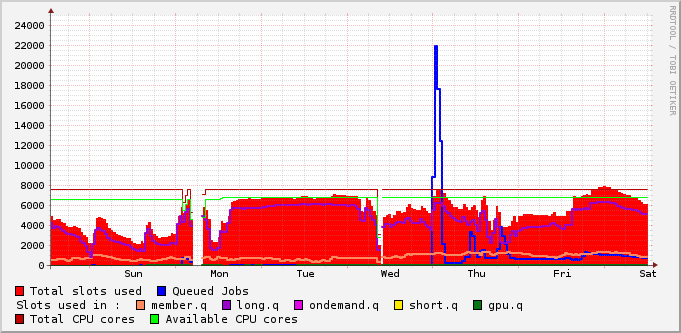 RRDTOOL / TOBI OETIKER
24000
22000
20000
18000
16000
14000
12000
10000
8000
6000
4000
2000
0
Sun Mon Tue Wed Thu Fri Sat
Total slots used Queued Jobs
Slots used in : member.q long.q ondemand.q short.q gpu.q
Total CPU cores Available CPU cores